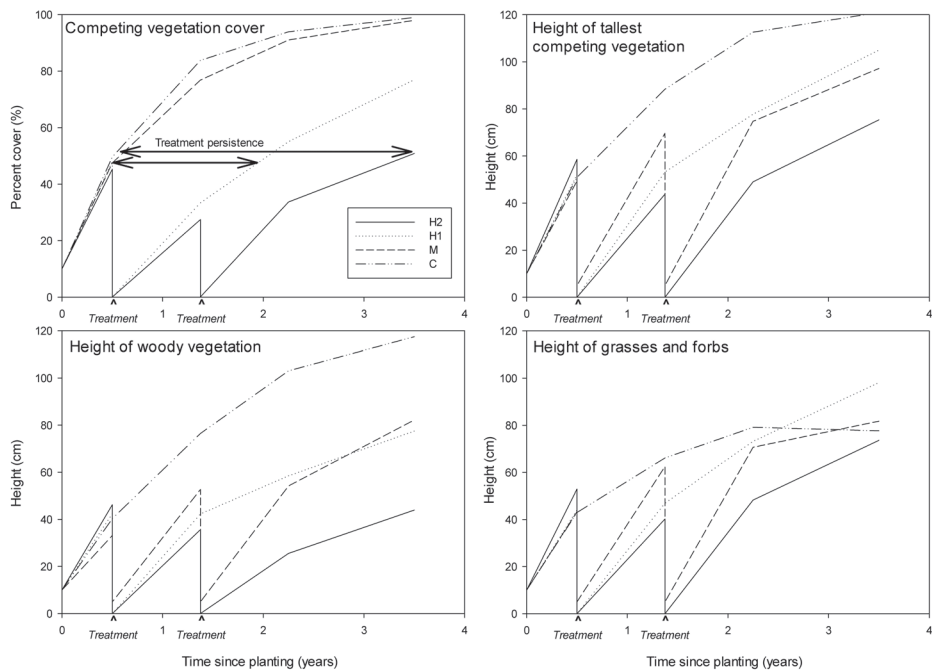 Competing vegetation cover
Percent cover (%)
100
80
60
40
20
0
Treatment persistence
H2
H1
M
C
0
1
2
3
4
^
Treatment
^
Treatment
Height of tallest
competing vegetation
Height (cm)
120
100
80
60
40
20
0
0
1
2
3
4
^
Treatment
^
Treatment
Height of woody vegetation
Height (cm)
120
100
80
60
40
20
0
0
1
2
3
4
^
Treatment
^
Treatment
Time since planting (years)
Height of grasses and forbs
Height (cm)
120
100
80
60
40
20
0
0
1
2
3
4
^
Treatment
^
Treatment
Time since planting (years)